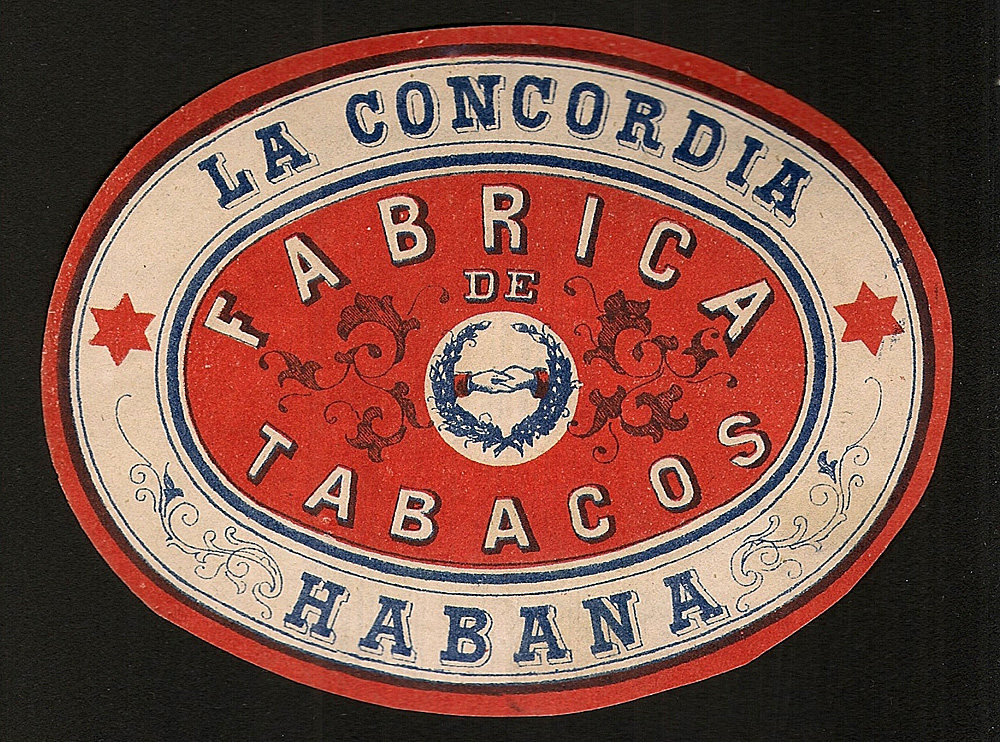 LA CONCORDIA
FABRICA
DE
TABACOS
HABANA